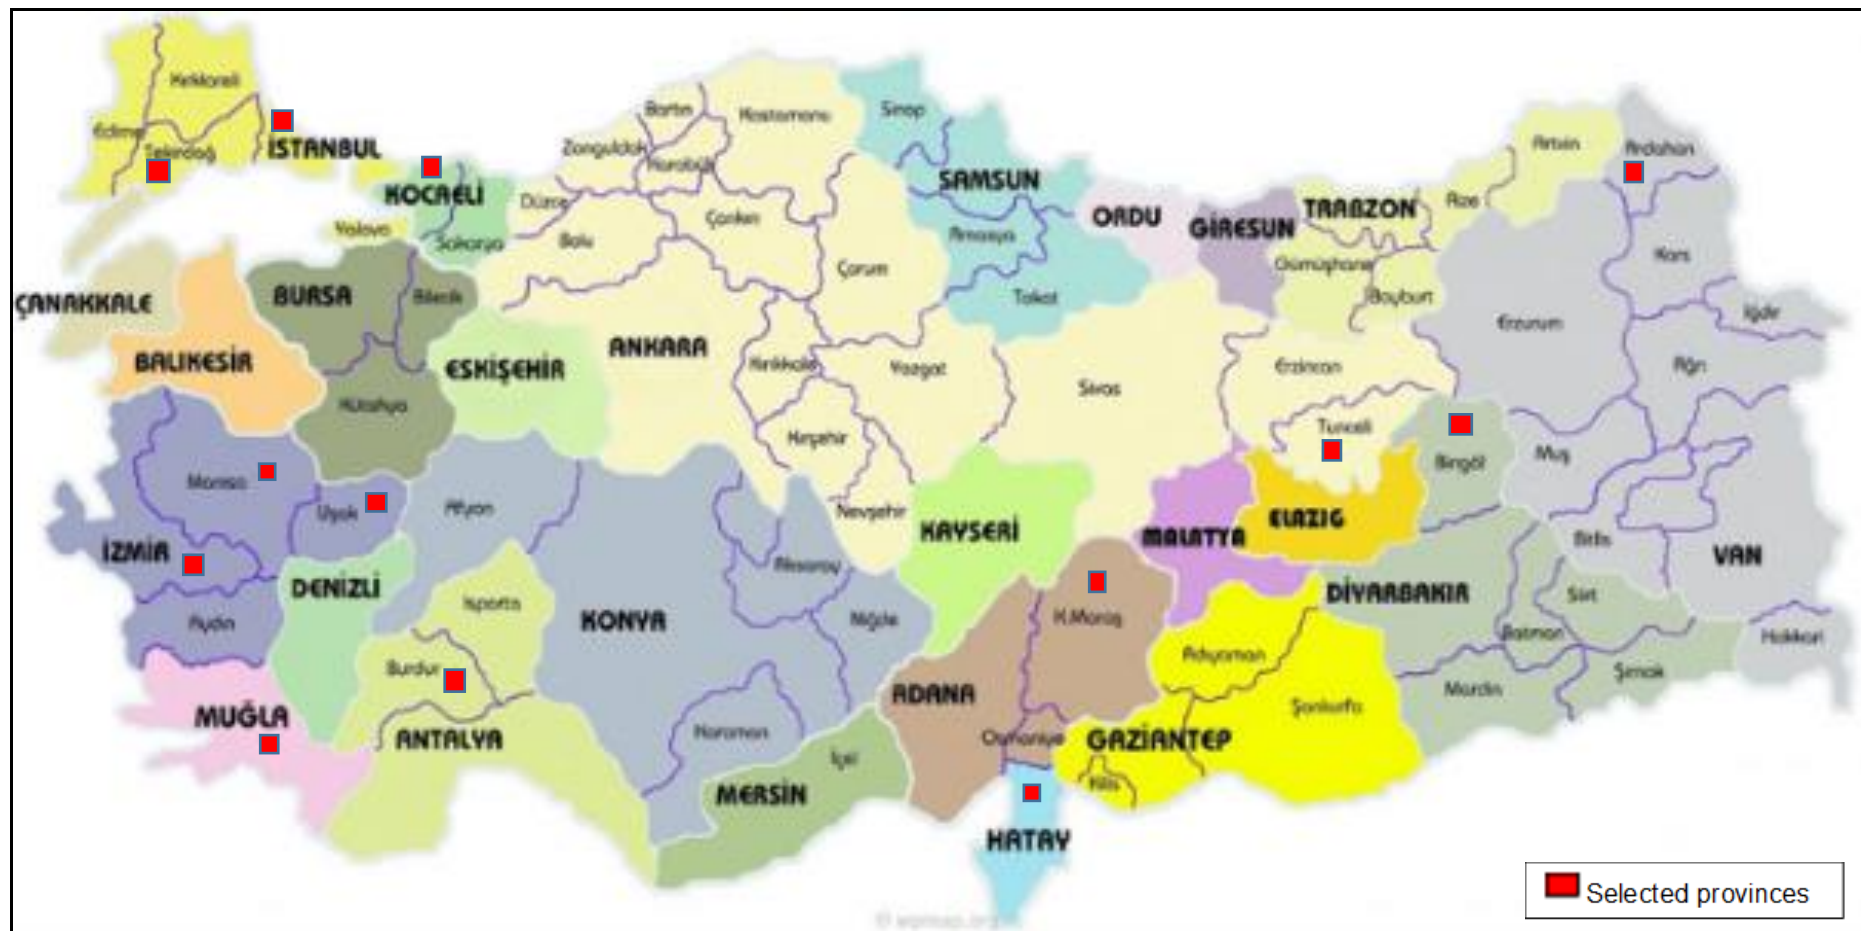 Keklareli
Edirne
Tekirdağ
İSTANBUL
KOCAELİ
Yalova
Sakarya
Düzce
Bolu
Zonguldak
Bartın
Karabük
Kastamonu
Çankırı
Çorum
Sinop
SAMSUN
Amasya
Tokat
ORDU
GİRESUN
TRABZON
Rize
Artvin
Ardahan
Gümüşhane
Bayburt
Kars
Iğdır
Erzurum
Ağrı
ÇANAKKALE
BURSA
Bilecik
BALIKESİR
Kütahya
ESKİŞEHİR
ANKARA
Kırıkkale
Yozgat
Sivas
Erzincan
Tunceli
Bingöl
Muş
Kırşehir
Nevşehir
KAYSERİ
MALATYA
ELAZIG
Bitlis
VAN
Manisa
Uşak
Afyon
İZMİR
DENİZLİ
Aydın
Isparta
Burdur
KONYA
Aksaray
Niğde
K.Maraş
Adıyaman
DİYARBAKIR
Siirt
Batman
Şırnak
Hakkari
Mardin
Şanlıurfa
MUĞLA
ANTALYA
Karaman
İçel
MERSİN
ADANA
Osmaniye
GAZİANTEP
Kilis
HATAY
Selected provinces